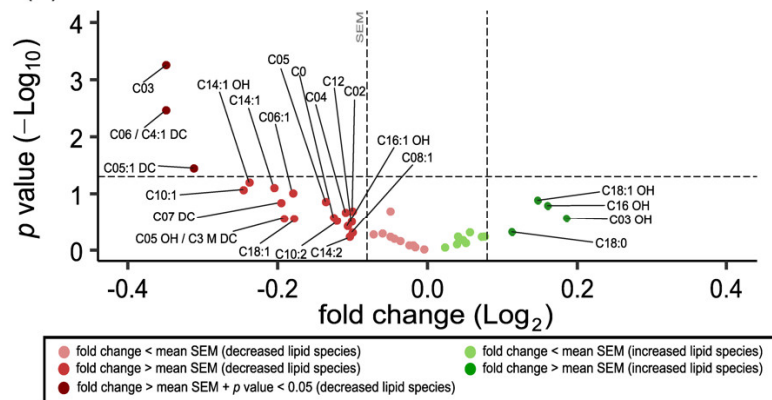 4
3
2
1
0
p value (−Log10)
SEM
C03
C06 / C4:1 DC
C05:1 DC
C14:1 OH
C14:1
C06:1
C05
C0
C04
C12
C02
C16:1 OH
C08:1
C10:1
C07 DC
C05 OH / C3 M DC
C18:1
C10:2
C14:2
C18:1 OH
C16 OH
C03 OH
C18:0
-0.4 -0.2 0.0 0.2 0.4
fold change (Log2)
fold change < mean SEM (decreased lipid species)
fold change > mean SEM (decreased lipid species)
fold change > mean SEM + p value < 0.05 (decreased lipid species)
fold change < mean SEM (increased lipid species)
fold change > mean SEM (increased lipid species)